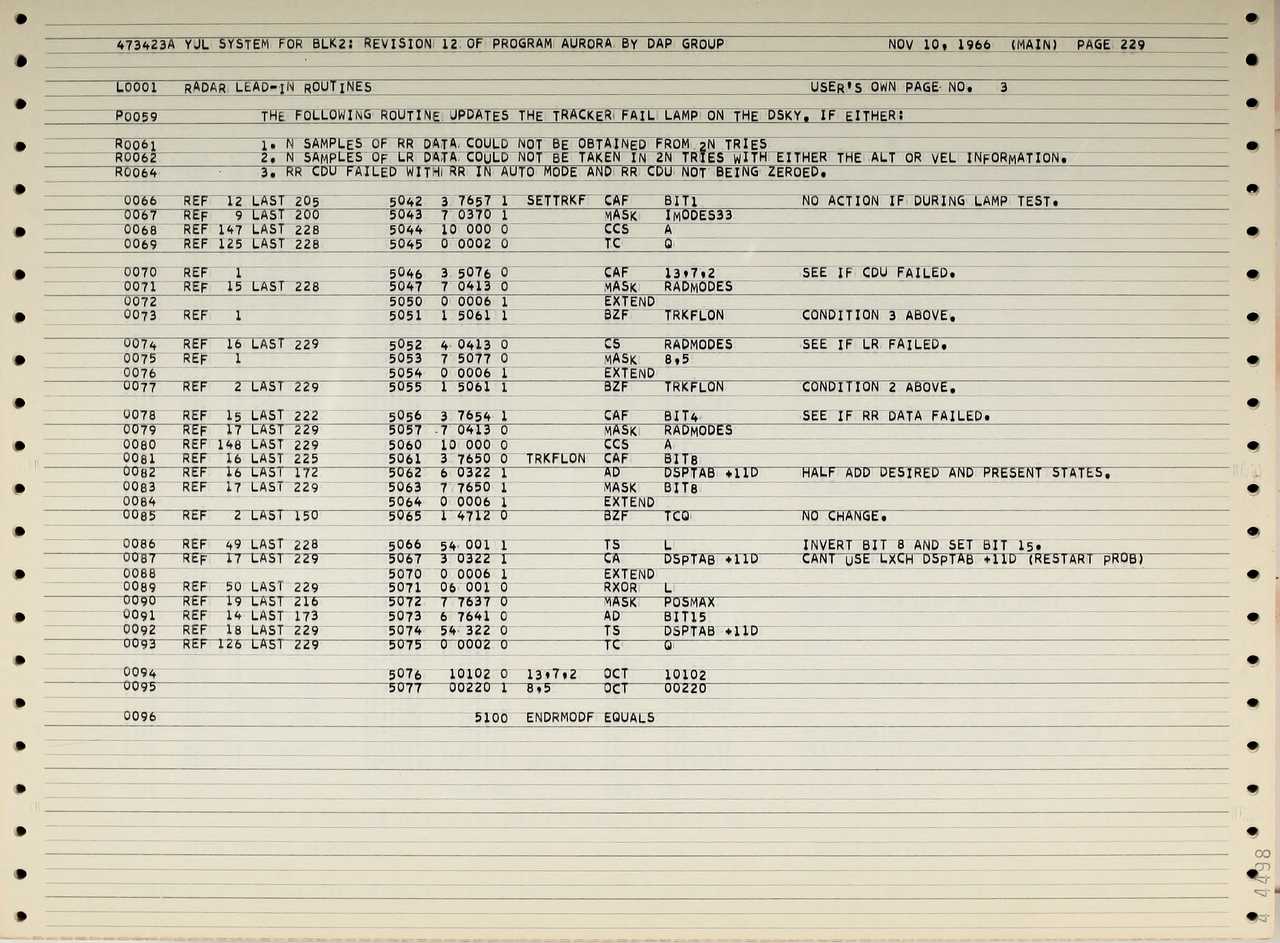 473423A YUL SYSTEM FOR BLK2: REVISION 12 OF PROGRAM AURORA BY DAP GROUP NOV 10, 1966 (MAIN) PAGE 229
L0001 RADAR LEAD-IN ROUTINES USER'S OWN PAGE NO. 3
P0059 THE FOLLOWING ROUTINE UPDATES THE TRACKER FAIL LAMP ON THE DSKY. IF EITHER:
R0061 1. N SAMPLES OF RR DATA COULD NOT BE OBTAINED FROM 2N TRIES
R0062 2. N SAMPLES OF LR DATA COULD NOT BE TAKEN IN 2N TRIES WITH EITHER THE ALT OR VEL INFORMATION.
R0064 3. RR CDU FAILED WITH RR IN AUTO MODE AND RR CDU NOT BEING ZEROED.
0066 REF 12 LAST 205 5042 3 7657 1 SETTRKF CAF BIT1 NO ACTION IF DURING LAMP TEST.
0067 REF 9 LAST 200 5043 7 0370 1 MASK IMODES33
0068 REF 147 LAST 228 5044 10 000 0 CCS A
0069 REF 125 LAST 228 5045 0 0002 0 TC Q
0070 REF 1 5046 3 5076 0 CAF 13,7,2 SEE IF CDU FAILED.
0071 REF 15 LAST 228 5047 7 0413 0 MASK RADMODES
0072 5050 0 0006 1 EXTEND
0073 REF 1 5051 1 5061 1 BZF TRKFLON CONDITION 3 ABOVE.
0074 REF 16 LAST 229 5052 4 0413 0 CS RADMODES SEE IF LR FAILED.
0075 REF 1 5053 7 5077 0 MASK 8,5
0076 5054 0 0006 1 EXTEND
0077 REF 2 LAST 229 5055 1 5061 1 BZF TRKFLON CONDITION 2 ABOVE.
0078 REF 15 LAST 222 5056 3 7654 1 CAF BIT4 SEE IF RR DATA FAILED.
0079 REF 17 LAST 229 5057 7 0413 0 MASK RADMODES
0080 REF 148 LAST 229 5060 10 000 0 CCS A
0081 REF 16 LAST 225 5061 3 7650 0 TRKFLON CAF BIT8
0082 REF 16 LAST 172 5062 6 0322 1 AD DSPTAB +11D HALF ADD DESIRED AND PRESENT STATES.
0083 REF 17 LAST 229 5063 7 7650 1 MASK BIT8
0084 5064 0 0006 1 EXTEND
0085 REF 2 LAST 150 5065 1 4712 0 BZF TCQ NO CHANGE.
0086 REF 49 LAST 228 5066 54 001 1 TS L INVERT BIT 8 AND SET BIT 15.
0087 REF 17 LAST 229 5067 3 0322 1 CA DSPTAB +11D CANT USE LXCH DSPTAB +11D (RESTART PROB)
0088 5070 0 0006 1 EXTEND
0089 REF 50 LAST 229 5071 06 001 0 RXOR L
0090 REF 19 LAST 216 5072 7 7637 0 MASK POSMAX
0091 REF 14 LAST 173 5073 6 7641 0 AD BIT15
0092 REF 18 LAST 229 5074 54 322 0 TS DSPTAB +11D
0093 REF 126 LAST 229 5075 0 0002 0 TC Q
0094 5076 10102 0 13,7,2 OCT 10102
0095 5077 00220 1 8,5 OCT 00220
0096 5100 ENDRMODF EQUALS